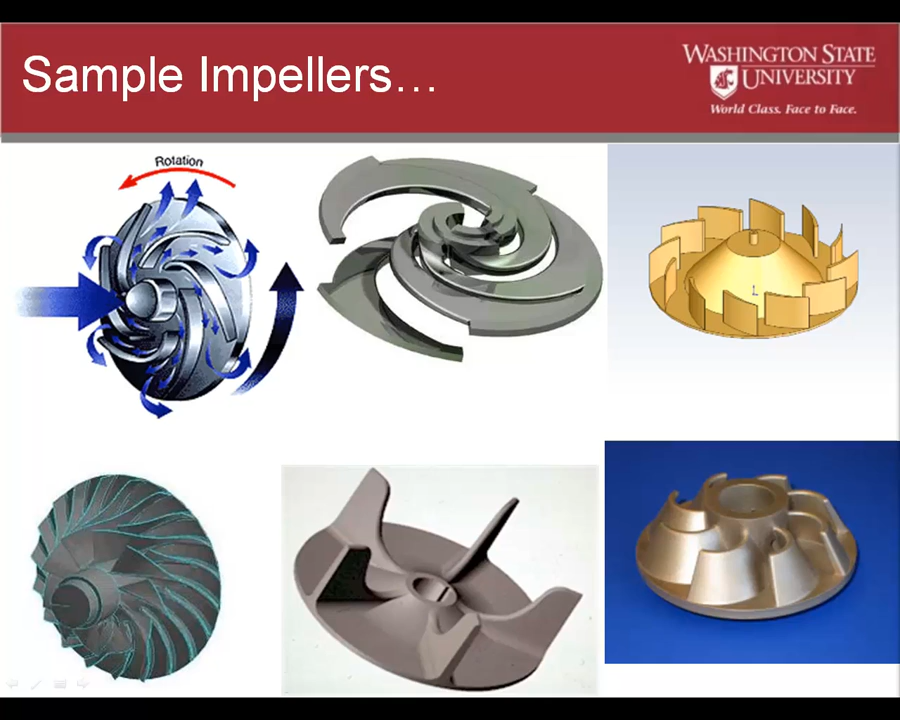 Sample Impellers…
WASHINGTON STATE
UNIVERSITY
World Class. Face to Face.
Rotation
L